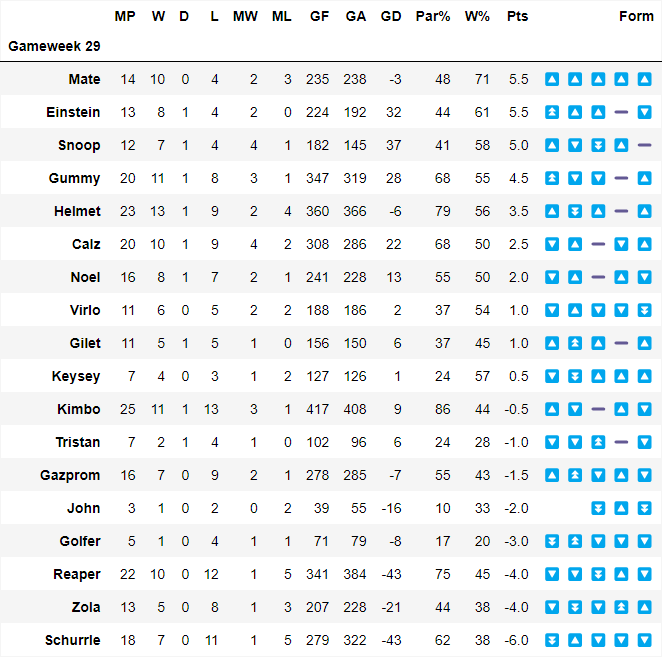 MP W D L MW ML GF GA GD Par% W% Pts Form
Gameweek 29
Mate 14 10 0 4 2 3 235 238 -3 48 71 5.5
Einstein 13 8 1 4 2 0 224 192 32 44 61 5.5
Snoop 12 7 1 4 4 1 182 145 37 41 58 5.0
Gummy 20 11 1 8 3 1 347 319 28 68 55 4.5
Helmet 23 13 1 9 2 4 360 366 -6 79 56 3.5
Calz 20 10 1 9 4 2 308 286 22 68 50 2.5
Noel 16 8 1 7 2 1 241 228 13 55 50 2.0
Virlo 11 6 0 5 2 2 188 186 2 37 54 1.0
Gilet 11 5 1 5 1 0 156 150 6 37 45 1.0
Keysey 7 4 0 3 1 2 127 126 1 24 57 0.5
Kimbo 25 11 1 13 3 1 417 408 9 86 44 -0.5
Tristan 7 2 1 4 1 0 102 96 6 24 28 -1.0
Gazprom 16 7 0 9 2 1 278 285 -7 55 43 -1.5
John 3 1 0 2 0 2 39 55 -16 10 33 -2.0
Golfer 5 1 0 4 1 1 71 79 -8 17 20 -3.0
Reaper 22 10 0 12 1 5 341 384 -43 75 45 -4.0
Zola 13 5 0 8 1 3 207 228 -21 44 38 -4.0
Schurrle 18 7 0 11 1 5 279 322 -43 62 38 -6.0